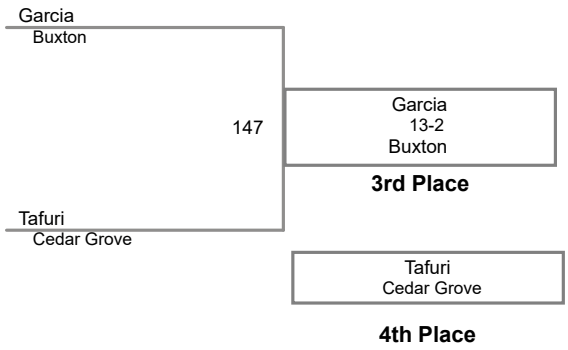 Garcia
Buxton
147
Garcia
13-2
Buxton
3rd Place
Tafuri
Cedar Grove
Tafuri
Cedar Grove
4th Place